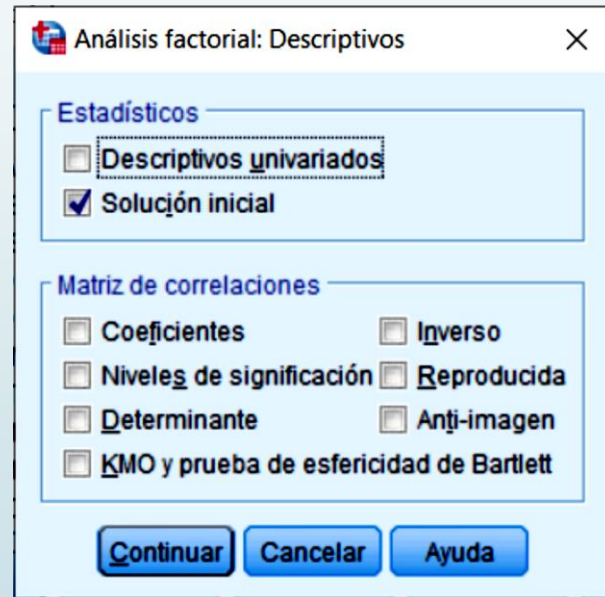 Análisis factorial: Descriptivos
Estadísticos
Descriptivos univariados
Solución inicial
Matriz de correlaciones
Coeficientes
Inverso
Niveles de significación
Reproducida
Determinante
Anti-imagen
KMO y prueba de esfericidad de Bartlett
Continuar
Cancelar
Ayuda